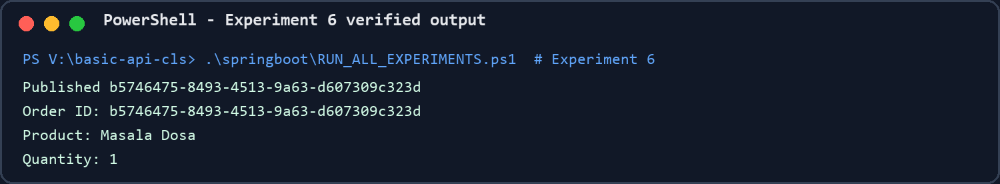 PowerShell - Experiment 6 verified output
PS V:\basic-api-cls> .\springboot\RUN_ALL_EXPERIMENTS.ps1  # Experiment 6
Published b5746475-8493-4513-9a63-d607309c323d
Order ID: b5746475-8493-4513-9a63-d607309c323d
Product: Masala Dosa
Quantity: 1